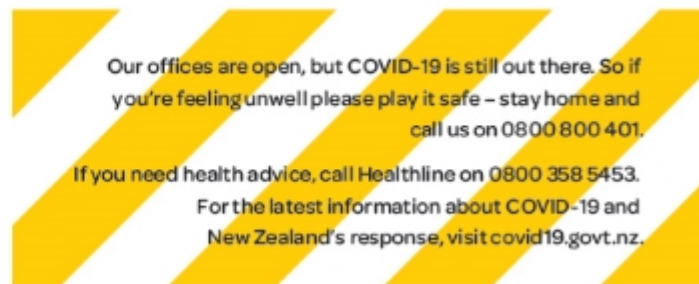 Our offices are open, but COVID-19 is still out there. So if
you're feeling unwell please play it safe – stay home and
call us on 0800 800 401.
If you need health advice, call Healthline on 0800 358 5453.
For the latest information about COVID-19 and
New Zealand's response, visit covid19.govt.nz.